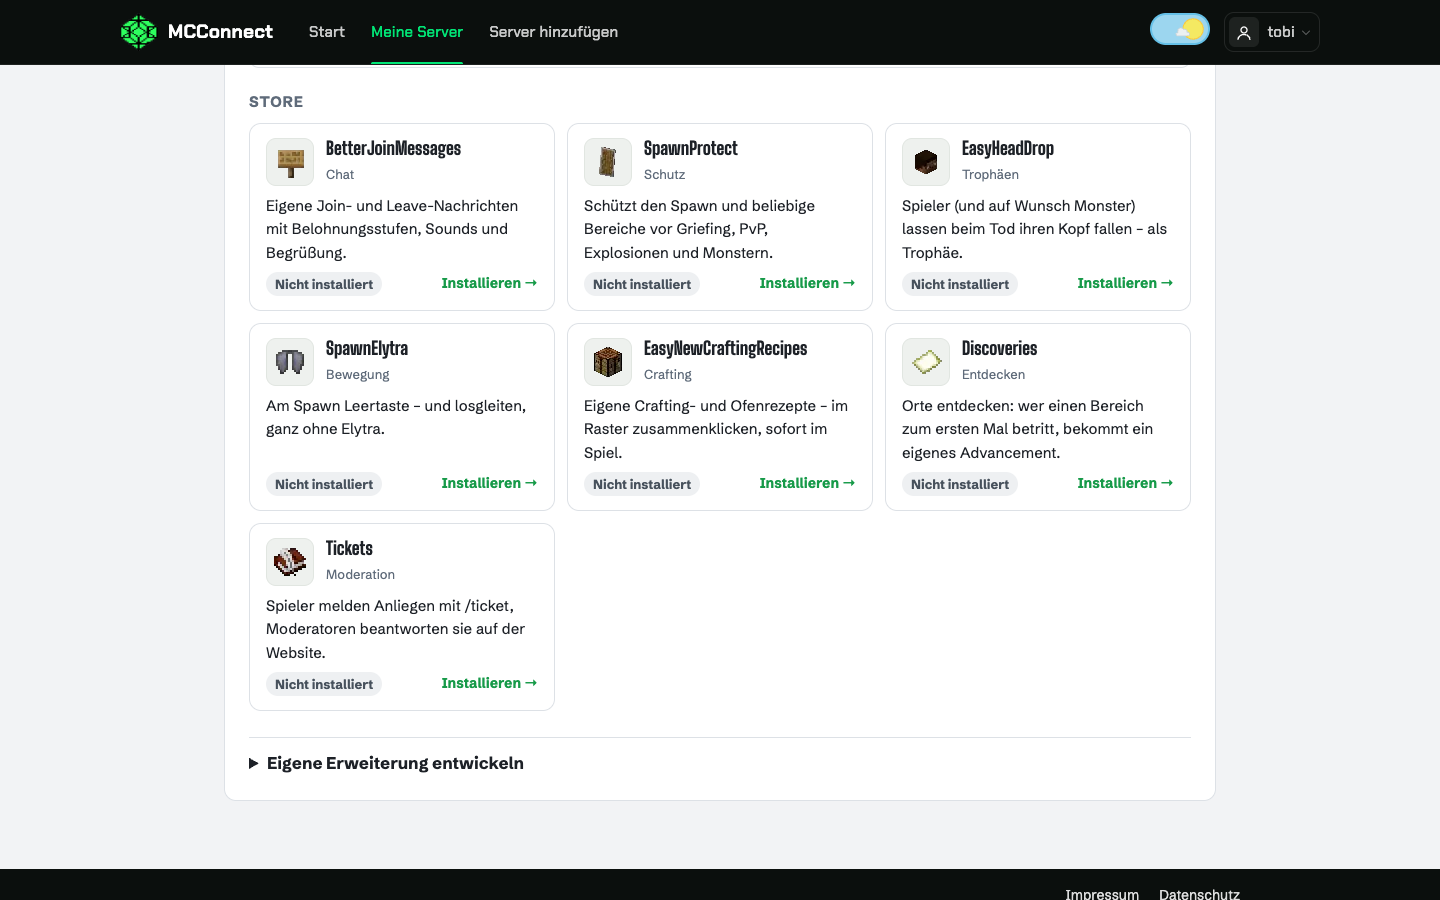 MCConnect
Start
Meine Server
Server hinzufügen
tobi
STORE
BetterJoinMessages
Chat
Eigene Join- und Leave-Nachrichten
mit Belohnungsstufen, Sounds und
Begrüßung.
Nicht installiert
Installieren →
SpawnProtect
Schutz
Schützt den Spawn und beliebige
Bereiche vor Griefing, PvP,
Explosionen und Monstern.
Nicht installiert
Installieren →
EasyHeadDrop
Trophäen
Spieler (und auf Wunsch Monster)
lassen beim Tod ihren Kopf fallen – als
Trophäe.
Nicht installiert
Installieren →
SpawnElytra
Bewegung
Am Spawn Leertaste – und losgleiten,
ganz ohne Elytra.
Nicht installiert
Installieren →
EasyNewCraftingRecipes
Crafting
Eigene Crafting- und Ofenrezepte – im
Raster zusammenklicken, sofort im
Spiel.
Nicht installiert
Installieren →
Discoveries
Entdecken
Orte entdecken: wer einen Bereich
zum ersten Mal betritt, bekommt ein
eigenes Advancement.
Nicht installiert
Installieren →
Tickets
Moderation
Spieler melden Anliegen mit /ticket,
Moderatoren beantworten sie auf der
Website.
Nicht installiert
Installieren →
Eigene Erweiterung entwickeln
Impressum
Datenschutz